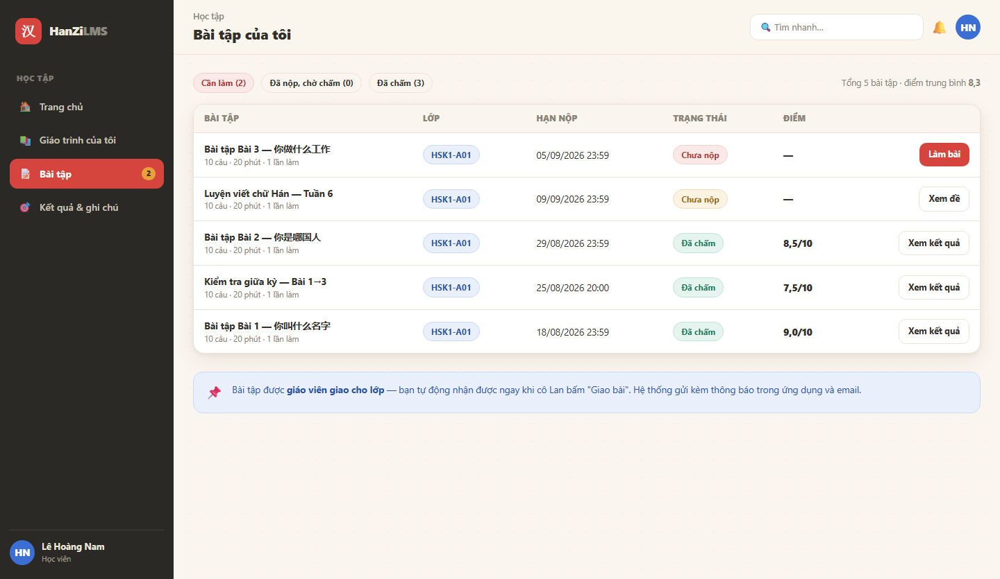 汉 HanZiLMS
HỌC TẬP
Trang chủ
Giáo trình của tôi
Bài tập 2
Kết quả & ghi chú
HN Lê Hoàng Nam
Học viên
Học tập
Bài tập của tôi
Tìm nhanh...
HN
Cần làm (2) Đã nộp, chờ chấm (0) Đã chấm (3) Tổng 5 bài tập · điểm trung bình 8,3
BÀI TẬP LỚP HẠN NỘP TRẠNG THÁI ĐIỂM
Bài tập Bài 3 — 你做什么工作
10 câu · 20 phút · 1 lần làm
HSK1-A01 05/09/2026 23:59 Chưa nộp — Làm bài
Luyện viết chữ Hán — Tuần 6
10 câu · 20 phút · 1 lần làm
HSK1-A01 09/09/2026 23:59 Chưa nộp — Xem đề
Bài tập Bài 2 — 你是哪国人
10 câu · 20 phút · 1 lần làm
HSK1-A01 29/08/2026 23:59 Đã chấm 8,5/10 Xem kết quả
Kiểm tra giữa kỳ — Bài 1→3
10 câu · 20 phút · 1 lần làm
HSK1-A01 25/08/2026 20:00 Đã chấm 7,5/10 Xem kết quả
Bài tập Bài 1 — 你叫什么名字
10 câu · 20 phút · 1 lần làm
HSK1-A01 18/08/2026 23:59 Đã chấm 9,0/10 Xem kết quả
Bài tập được giáo viên giao cho lớp — bạn tự động nhận được ngay khi cô Lan bấm "Giao bài". Hệ thống gửi kèm thông báo trong ứng dụng và email.